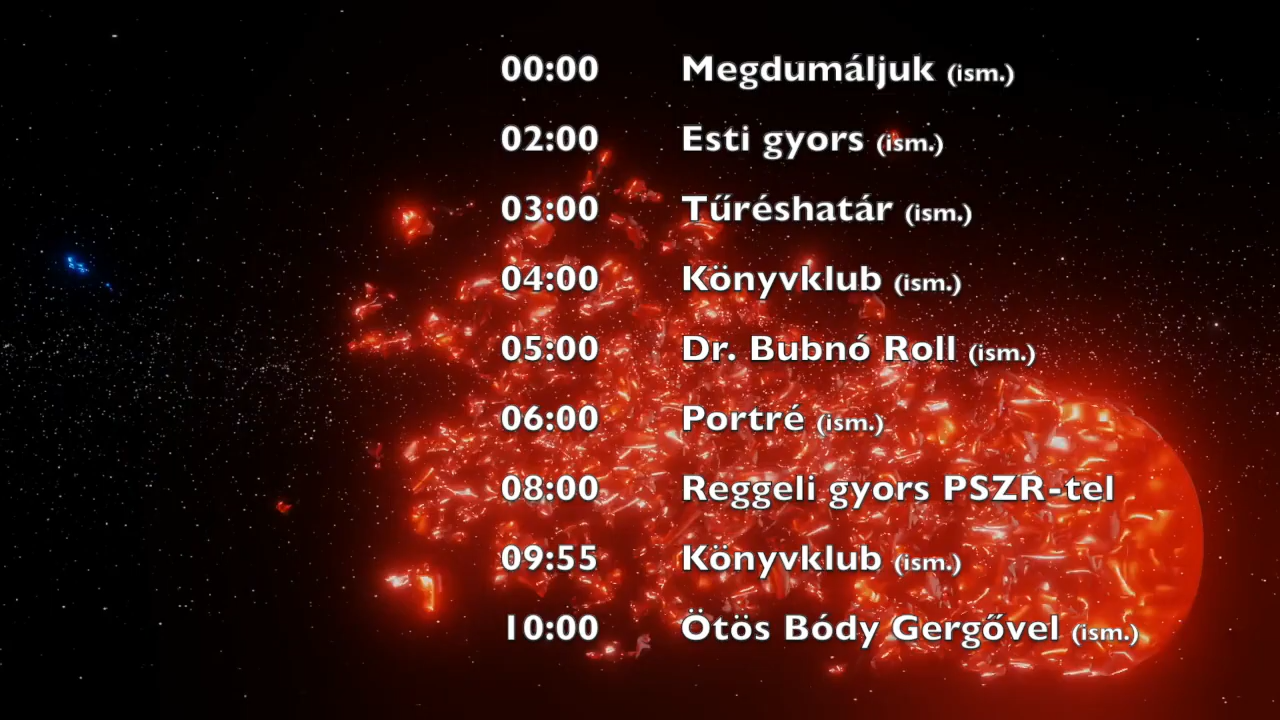 00:00 Megdumáljuk (ism.)
02:00 Esti gyors (ism.)
03:00 Tűréshatár (ism.)
04:00 Könyvklub (ism.)
05:00 Dr. Bubnó Roll (ism.)
06:00 Portré (ism.)
08:00 Reggeli gyors PSZR-tel
09:55 Könyvklub (ism.)
10:00 Ötös Bódy Gergővel (ism.)